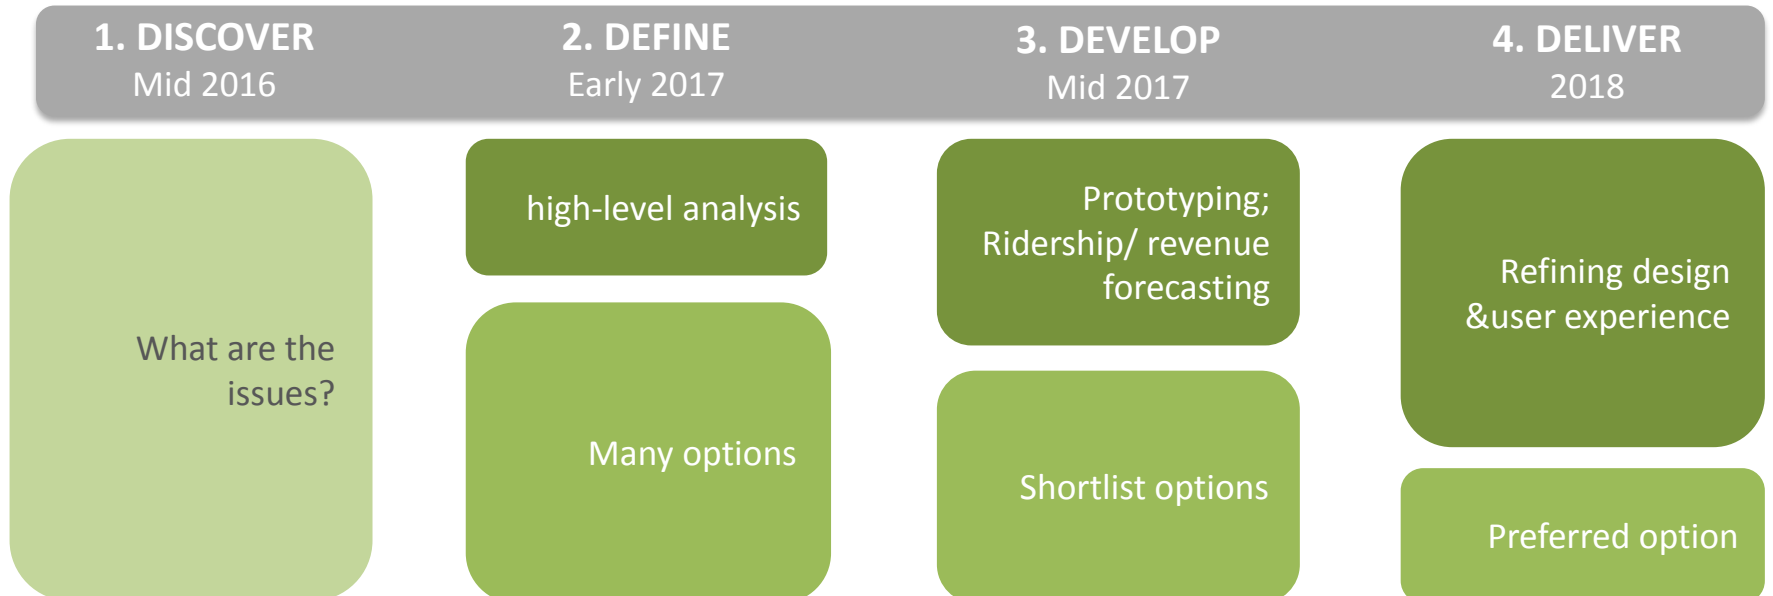 1. DISCOVER
Mid 2016
2. DEFINE
Early 2017
3. DEVELOP
Mid 2017
4. DELIVER
2018
What are the
issues?
high-level analysis
Many options
Prototyping;
Ridership/ revenue
forecasting
Shortlist options
Refining design
&user experience
Preferred option